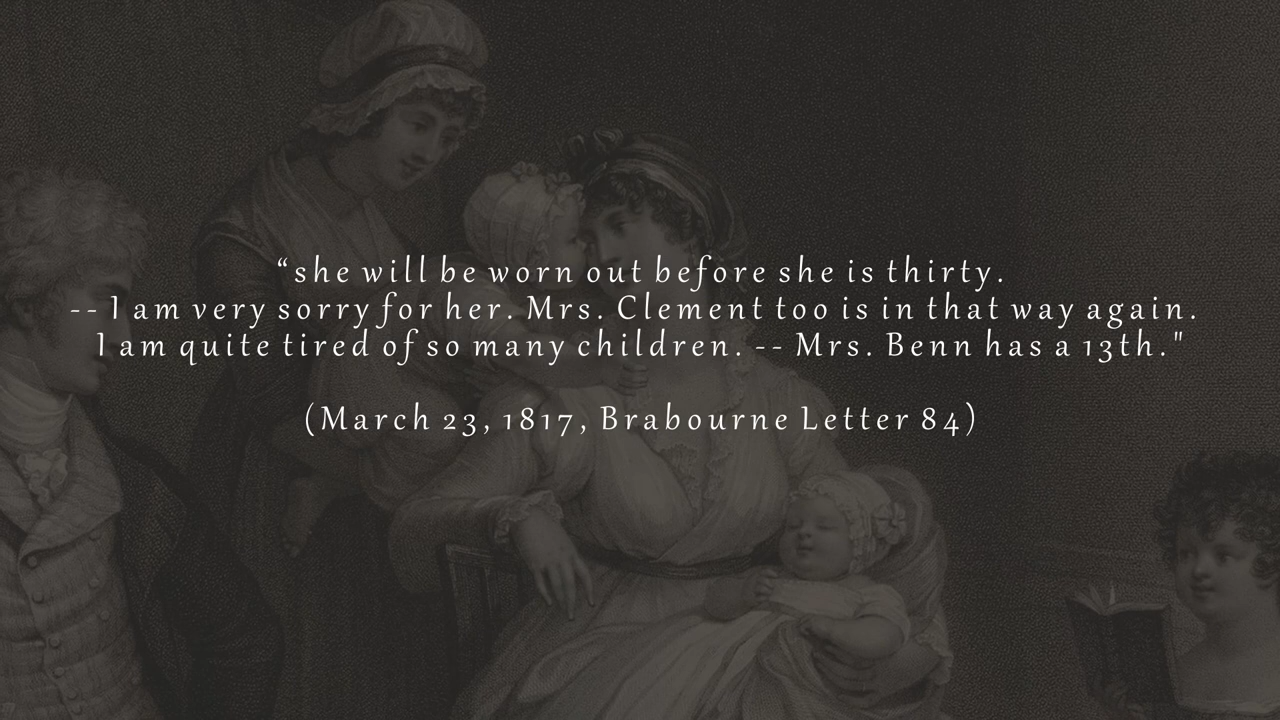 “she will be worn out before she is thirty.
-- I am very sorry for her. Mrs. Clement too is in that way again.
I am quite tired of so many children. -- Mrs. Benn has a 13th."
(March 23, 1817, Brabourne Letter 84)